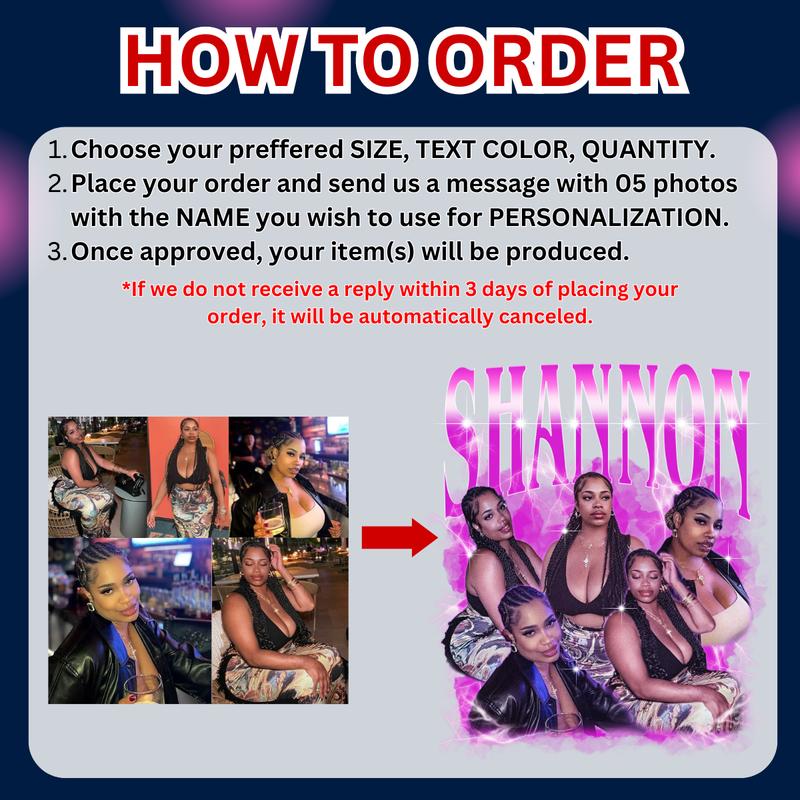 HOW TO ORDER
1. Choose your preffered SIZE, TEXT COLOR, QUANTITY.
2. Place your order and send us a message with 05 photos
with the NAME you wish to use for PERSONALIZATION.
3. Once approved, your item(s) will be produced.
*If we do not receive a reply within 3 days of placing your
order, it will be automatically canceled.
SHANNON